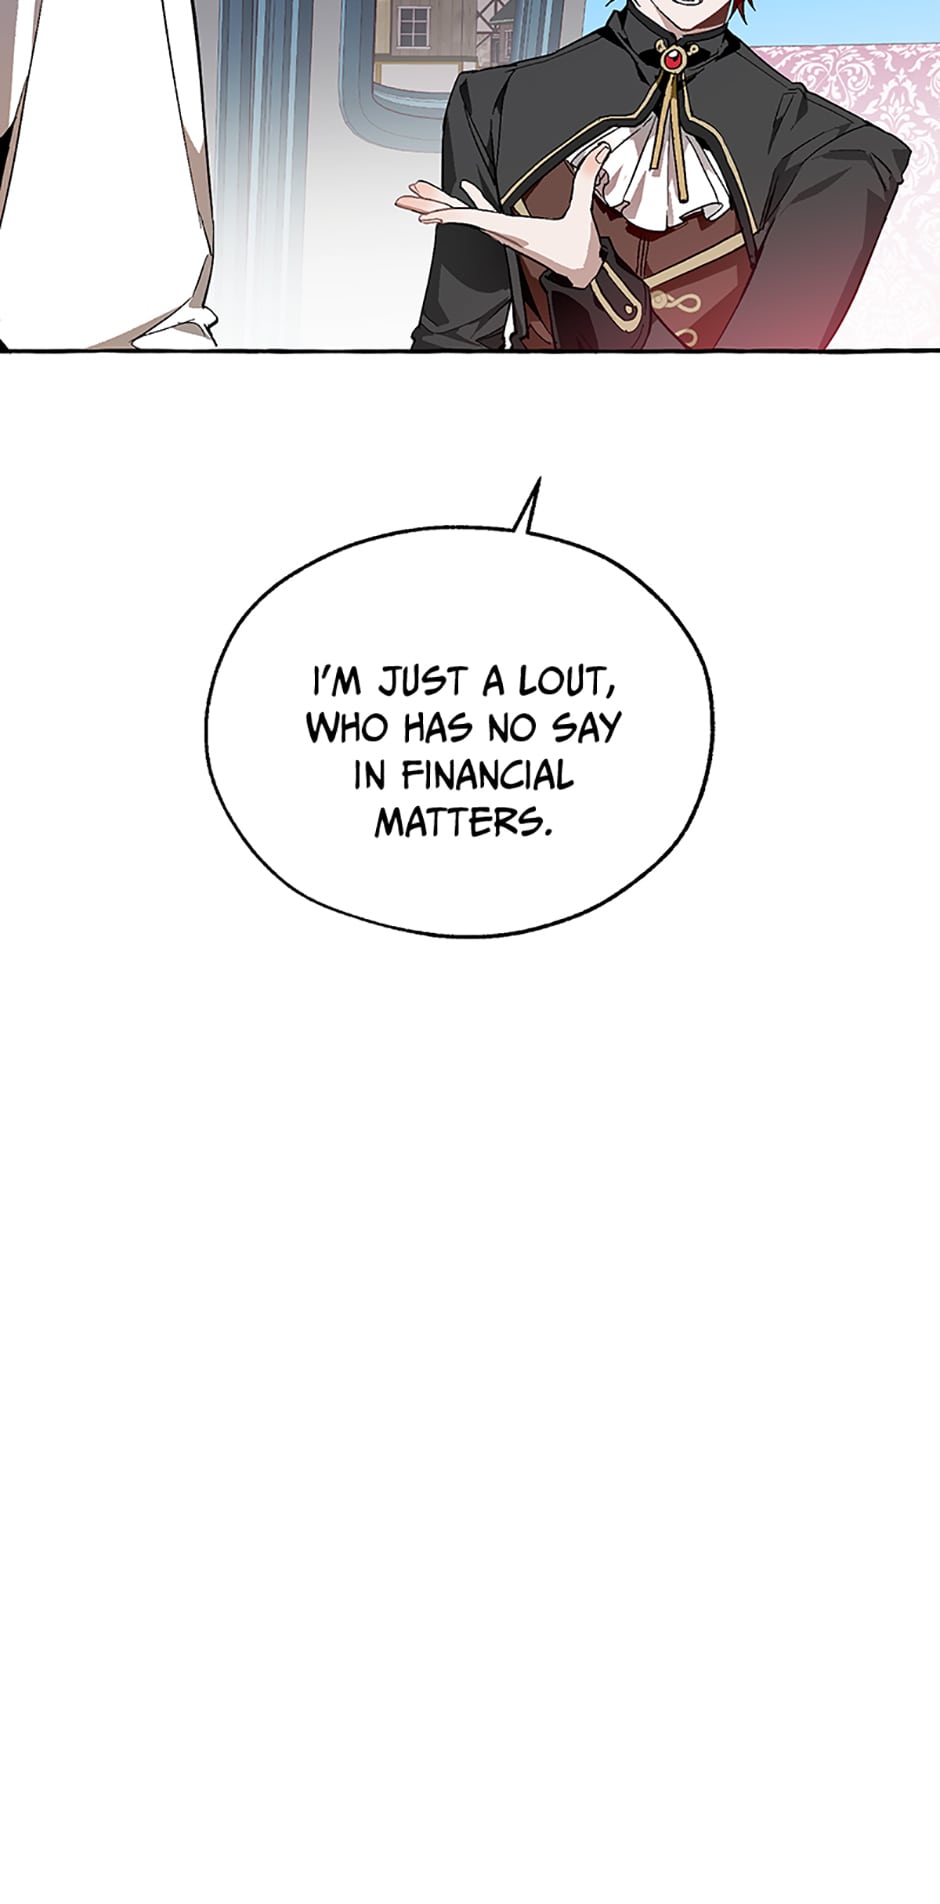 I'M JUST A LOUT,
WHO HAS NO SAY
IN FINANCIAL
MATTERS.